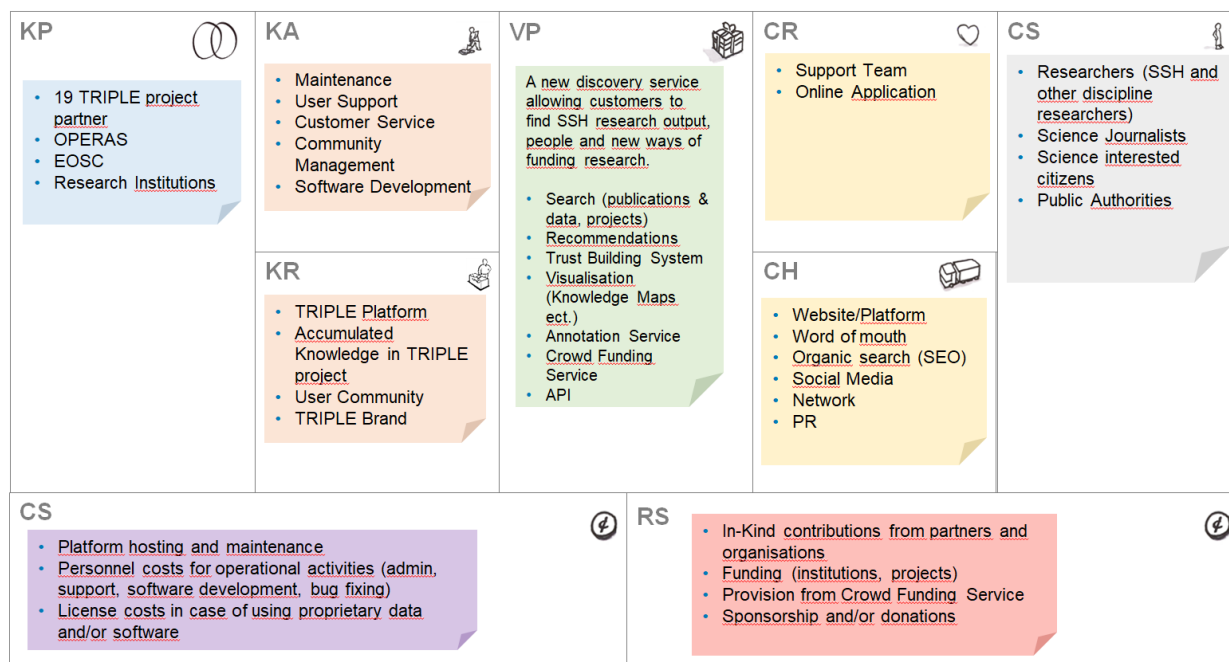 KP
19 TRIPLE project
partner
OPERAS
EOSC
Research Institutions
KA
Maintenance
User Support
Customer Service
Community
Management
Software Development
KR
TRIPLE Platform
Accumulated
Knowledge in TRIPLE
project
User Community
TRIPLE Brand
VP
A new discovery service
allowing customers to
find SSH research output,
people and new ways of
funding research.
Search (publications &
data, projects)
Recommendations
Trust Building System
Visualisation
(Knowledge Maps
ect.)
Annotation Service
Crowd Funding
Service
API
CR
Support Team
Online Application
CH
Website/Platform
Word of mouth
Organic search (SEO)
Social Media
Network
PR
CS
Researchers (SSH and
other discipline
researchers)
Science Journalists
Science interested
citizens
Public Authorities
CS
Platform hosting and maintenance
Personnel costs for operational activities (admin,
support, software development, bug fixing)
License costs in case of using proprietary data
and/or software
RS
In-Kind contributions from partners and
organisations
Funding (institutions, projects)
Provision from Crowd Funding Service
Sponsorship and/or donations